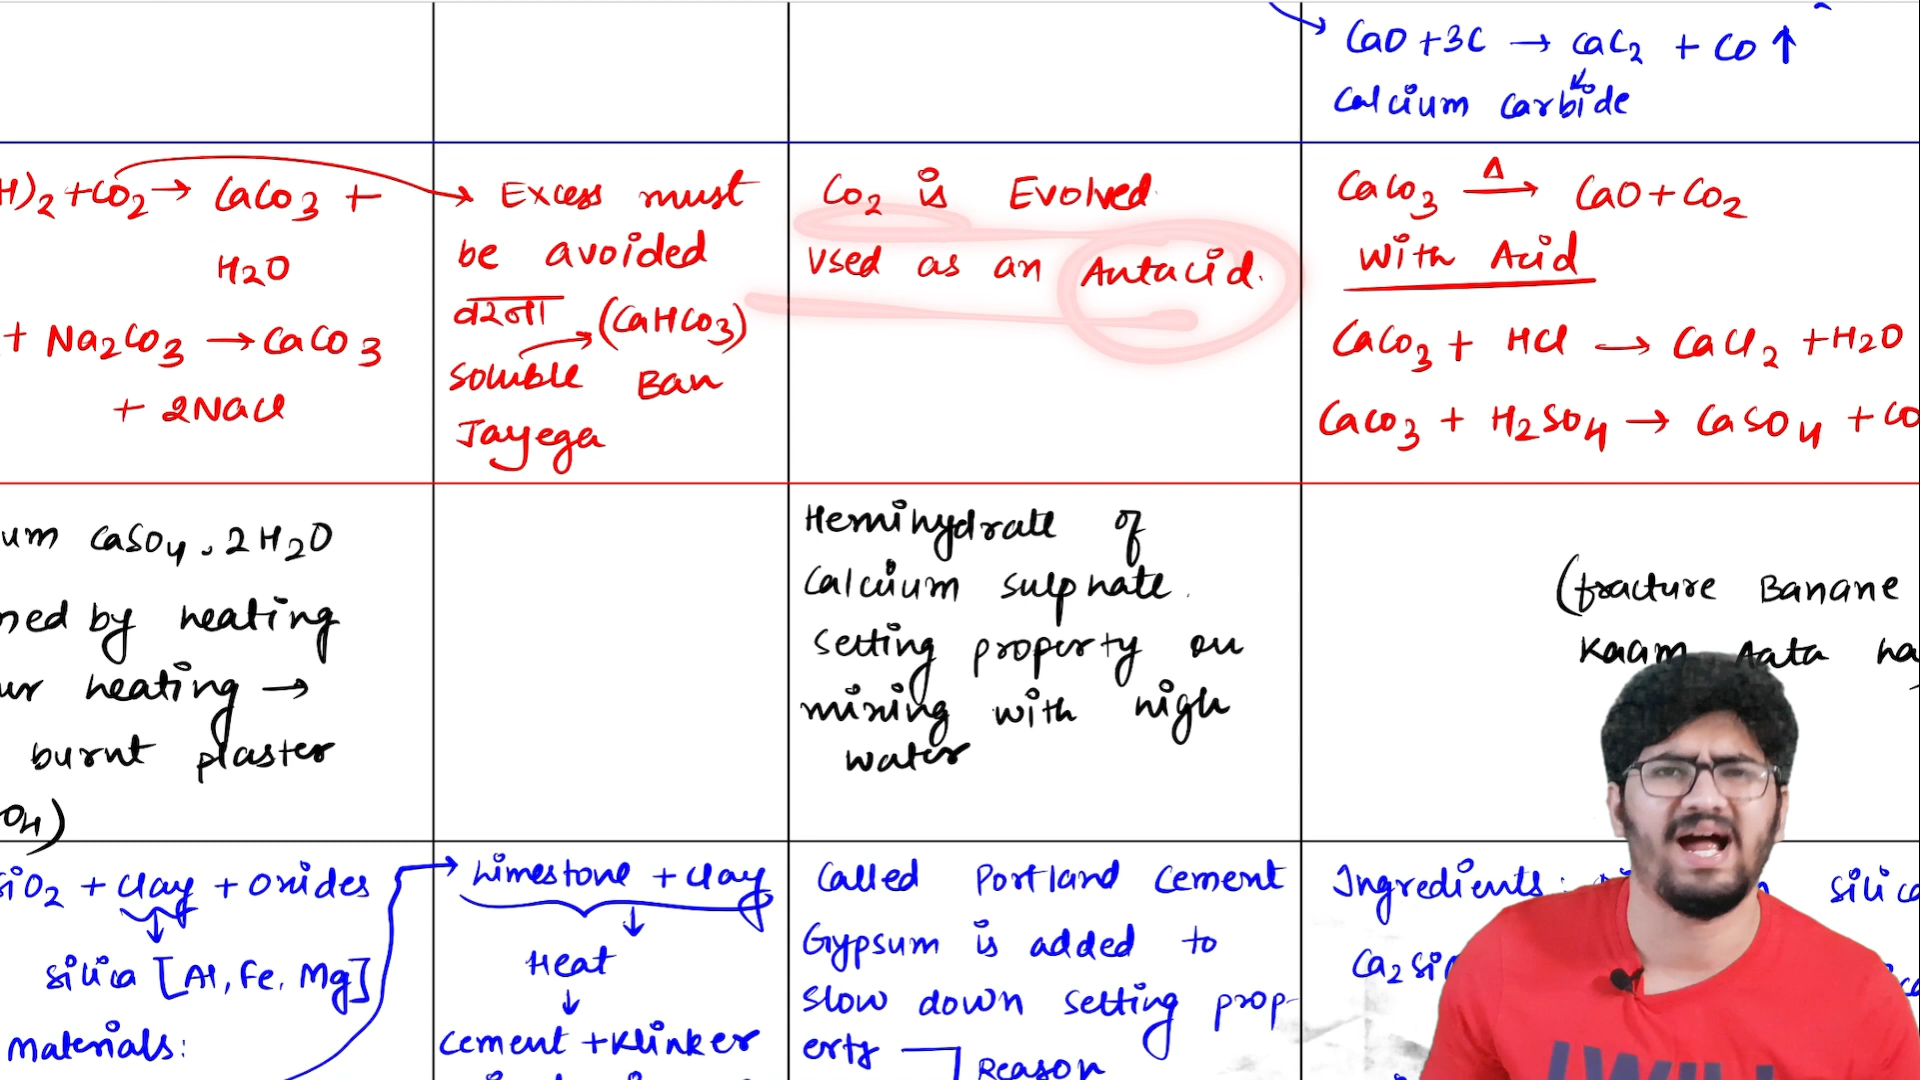 CaO + 3C → CaC2 + CO ↑
Calcium Carbide
H)2 + CO2 → CaCO3 +
H2O
+ Na2CO3 → CaCO3
+ 2NaCl
Excess must
be avoided
वरना (CaHCO3)
soluble Ban
Jayega
CO2 is Evolved.
Used as an Antacid.
CaCO3 Δ→ CaO + CO2
With Acid
CaCO3 + HCl → CaCl2 + H2O
CaCO3 + H2SO4 → CaSO4 + CO
um CaSO4 . 2H2O
ned by heating
ur heating →
burnt plaster
O4)
Hemihydrate of
Calcium sulphate.
Setting property on
mixing with high
water
(fracture Banane
Kaam Aata ha
SiO2 + Clay + Oxides
silica [Al, Fe, Mg]
Materials:
Limestone + Clay
Heat
↓
Cement + Klinker
Called Portland Cement
Gypsum is added to
slow down setting prop-
erty
Reason
Ingredients: silica
Ca2Si
I WILL